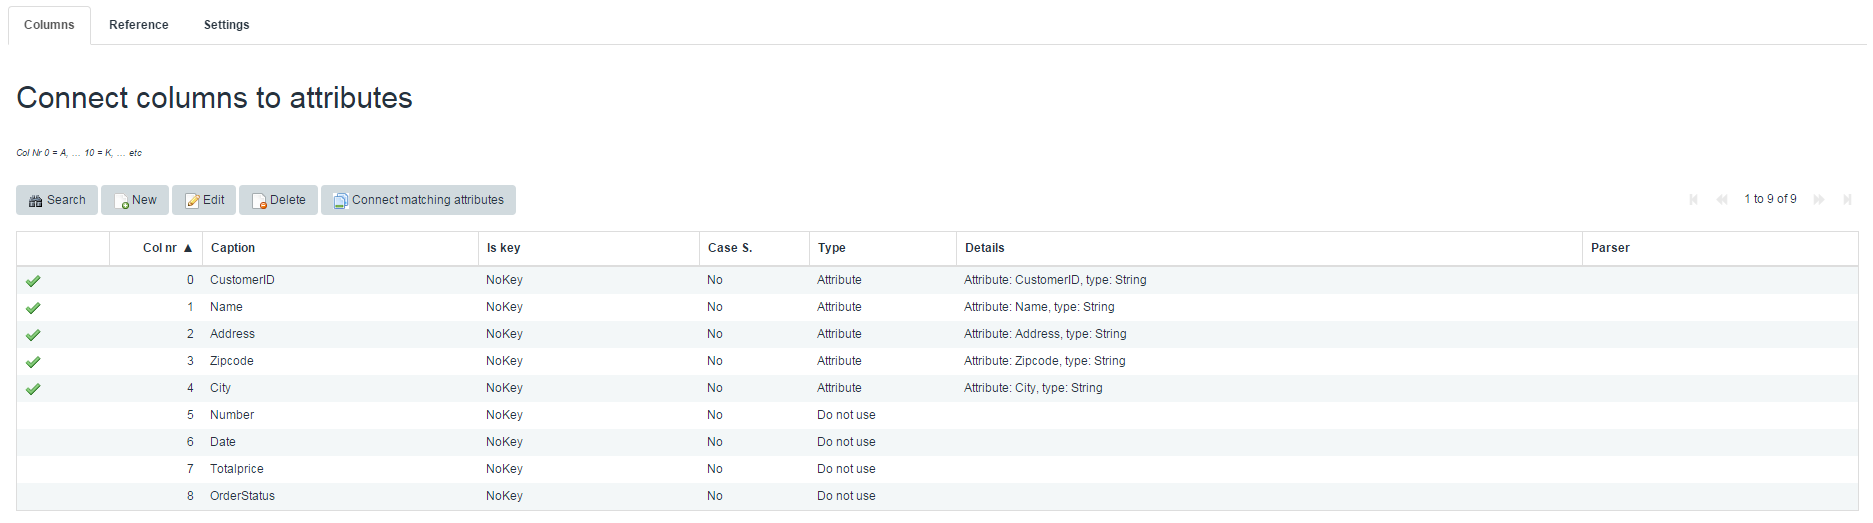 Columns Reference Settings
Connect columns to attributes
Col Nr 0 = A, ... 10 = K, ... etc
Search New Edit Delete Connect matching attributes 1 to 9 of 9
Col nr ▲ Caption Is key Case S. Type Details Parser
0 CustomerID NoKey No Attribute Attribute: CustomerID, type: String
1 Name NoKey No Attribute Attribute: Name, type: String
2 Address NoKey No Attribute Attribute: Address, type: String
3 Zipcode NoKey No Attribute Attribute: Zipcode, type: String
4 City NoKey No Attribute Attribute: City, type: String
5 Number NoKey No Do not use
6 Date NoKey No Do not use
7 Totalprice NoKey No Do not use
8 OrderStatus NoKey No Do not use